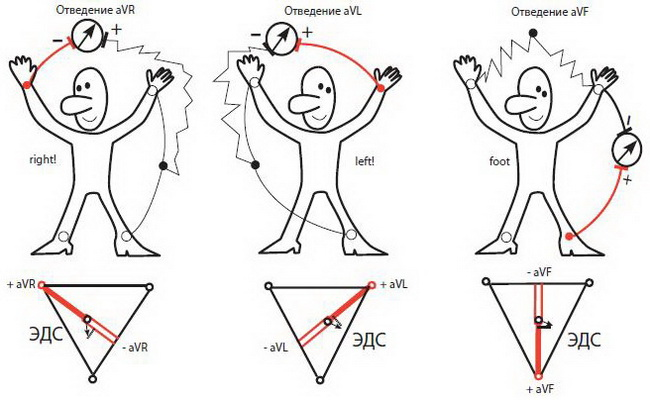 Отведение aVR
Отведение aVL
Отведение aVF
- +
- +
right!
left!
foot
-
+
+ aVR
+ aVL
- aVF
ЭДС
- aVR
- aVL
ЭДС
ЭДС
+ aVF